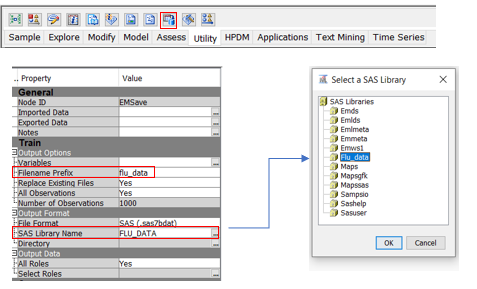 Sample Explore Modify Model Assess Utility HPDM Applications Text Mining Time Series
.. Property Value
General
Node ID EMSave
Imported Data ...
Exported Data ...
Notes ...
Train
Output Options
Variables ...
Filename Prefix flu_data
Replace Existing Files Yes
All Observations Yes
Number of Observations 1000
Output Format
File Format SAS (.sas7bdat)
SAS Library Name FLU_DATA ...
Directory ...
Output Data
All Roles Yes
Select Roles ...
Select a SAS Library
SAS Libraries
Emds
Emlds
Emlmeta
Emmeta
Emws1
Flu_data
Maps
Mapsgfk
Mapssas
Sampsio
Sashelp
Sasuser
OK Cancel